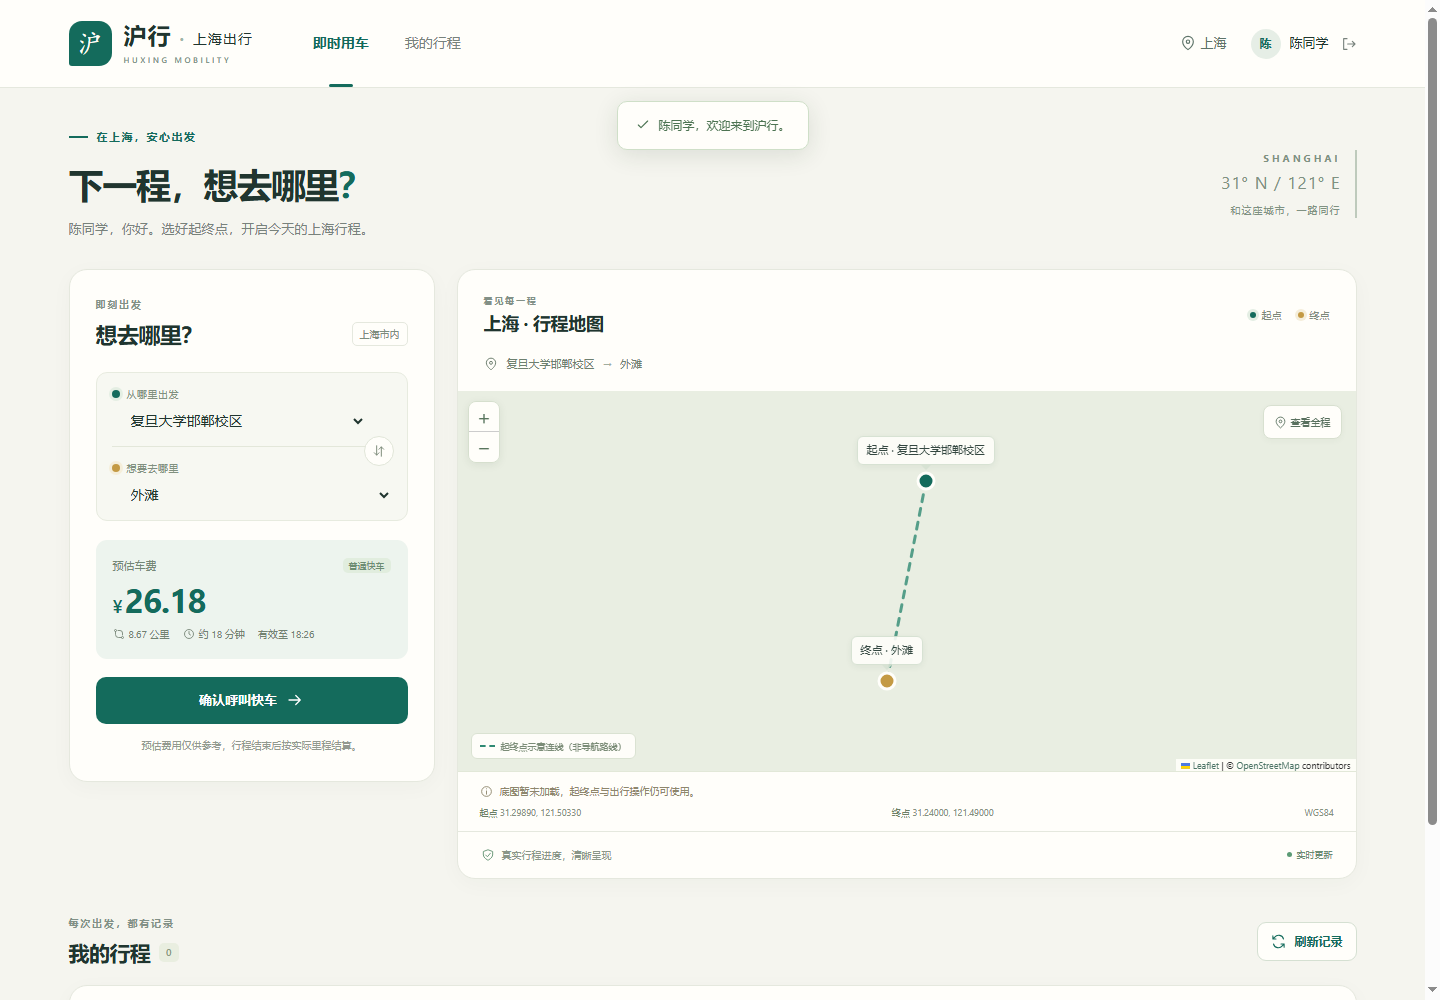 沪 沪行 · 上海出行
HUXING MOBILITY
即时用车 我的行程
上海 陈 陈同学
陈同学，欢迎来到沪行。
在上海，安心出发
下一程，想去哪里?
陈同学，你好。选好起终点，开启今天的上海行程。
SHANGHAI
31° N / 121° E
和这座城市，一路同行
即刻出发
想去哪里?
上海市内
从哪里出发
复旦大学邯郸校区
想要去哪里
外滩
预估车费
普通快车
¥26.18
8.67 公里 约 18 分钟 有效至 18:26
确认呼叫快车 →
预估费用仅供参考，行程结束后按实际里程结算。
看见每一程
上海 · 行程地图
起点 终点
复旦大学邯郸校区 → 外滩
+
−
查看全程
起点 · 复旦大学邯郸校区
终点 · 外滩
起终点示意连线（非导航路线）
Leaflet | © OpenStreetMap contributors
底图暂未加载，起终点与出行操作仍可使用。
起点 31.29890, 121.50330 终点 31.24000, 121.49000 WGS84
真实行程进度，清晰呈现
实时更新
每次出发，都有记录
我的行程 0
刷新记录